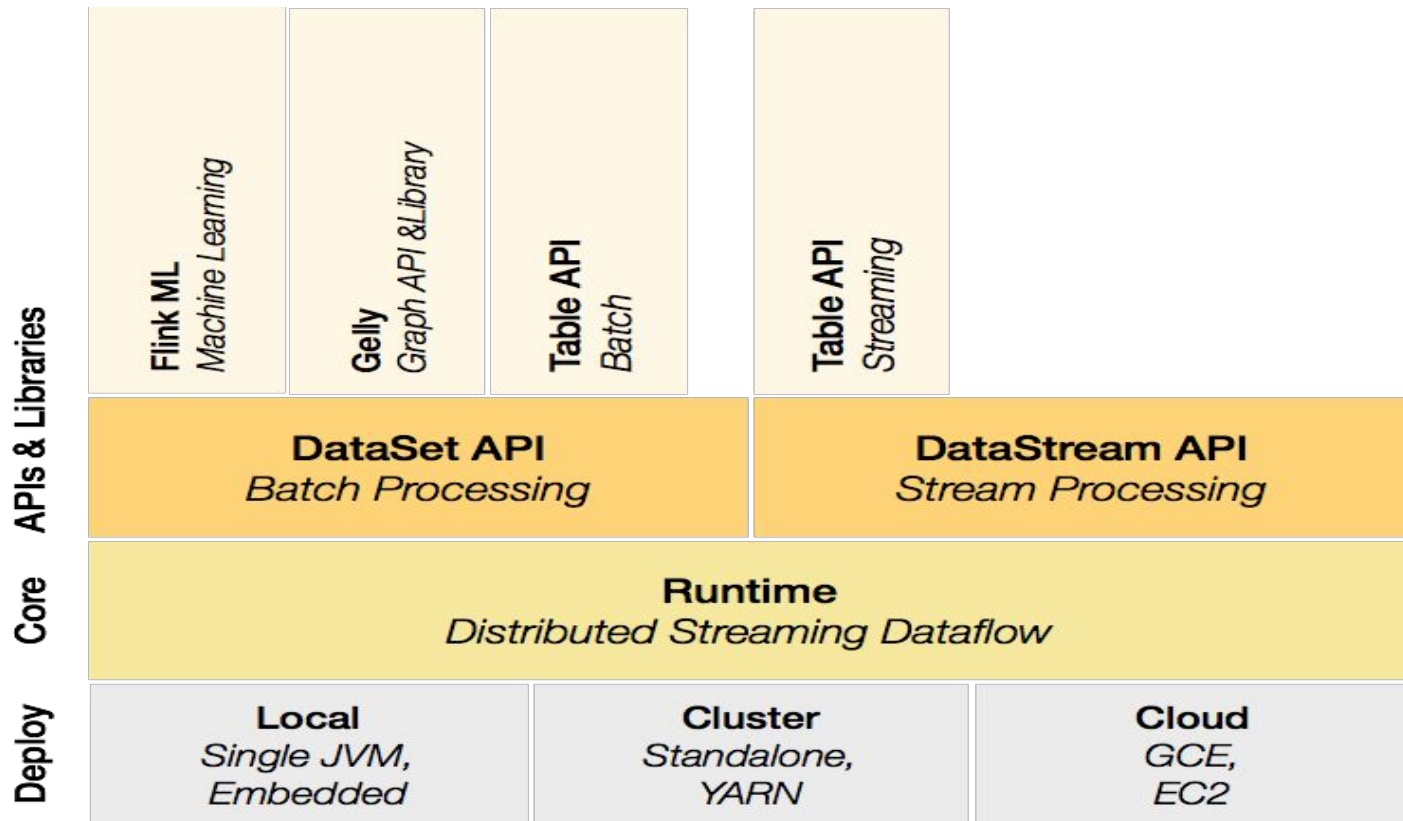 Flink ML
Machine Learning
Gelly
Graph API &Library
Table API
Batch
Table API
Streaming
APIs & Libraries
DataSet API
Batch Processing
DataStream API
Stream Processing
Core
Runtime
Distributed Streaming Dataflow
Deploy
Local
Single JVM,
Embedded
Cluster
Standalone,
YARN
Cloud
GCE,
EC2